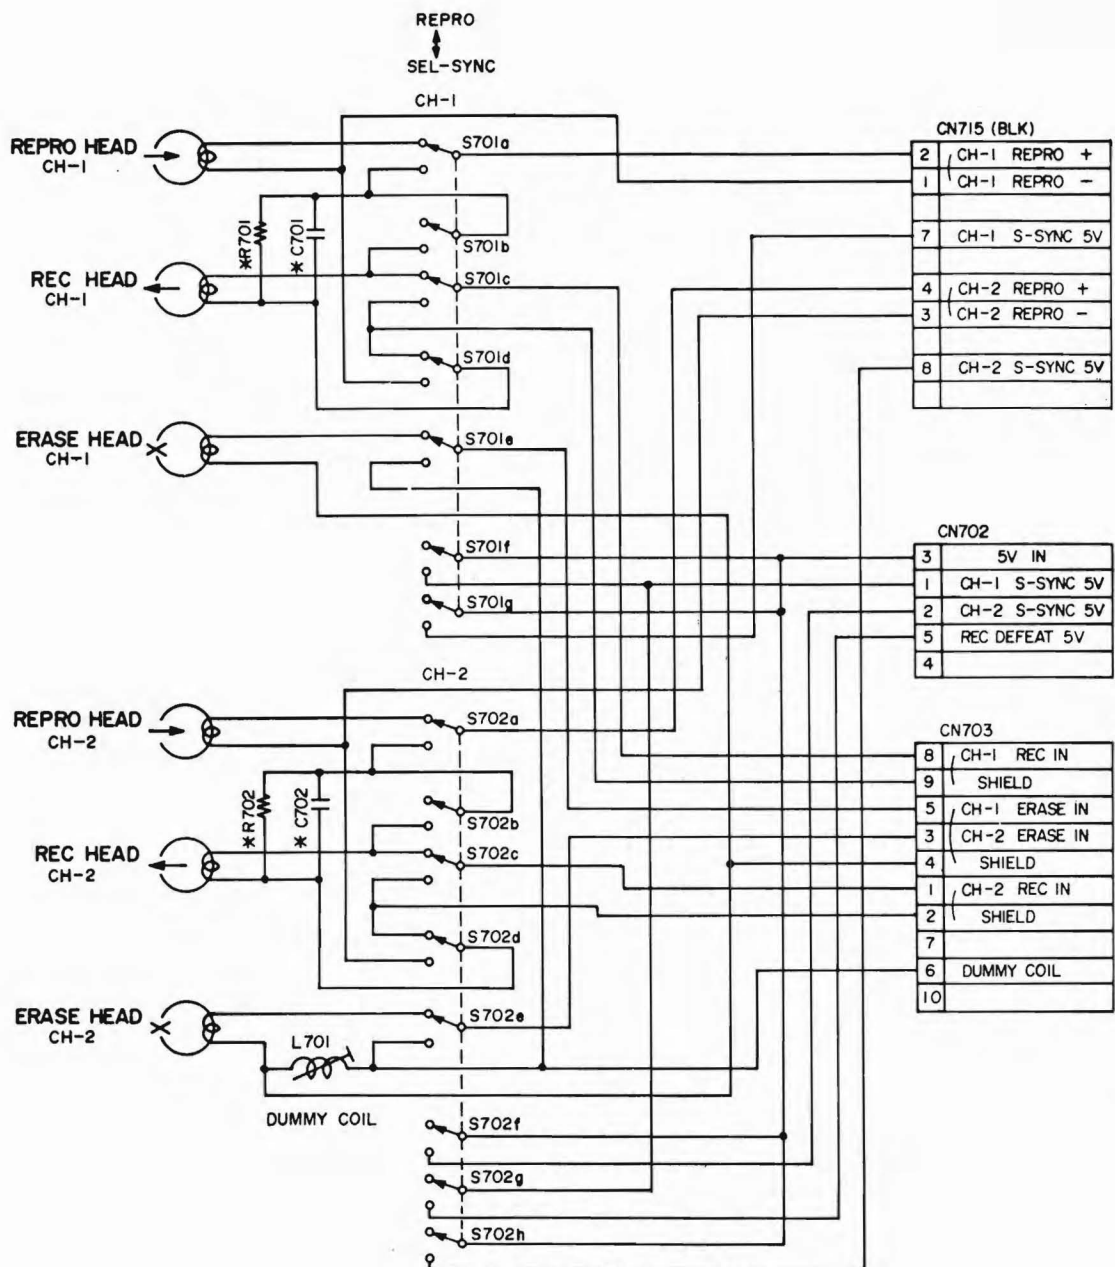 REPRO
SEL-SYNC
CH-1
REPRO HEAD
CH-1
S701a
*R701
*C701
S701b
REC HEAD
CH-1
S701c
S701d
ERASE HEAD
CH-1
S701e
S701f
S701g
CH-2
REPRO HEAD
CH-2
S702a
*R702
*C702
S702b
REC HEAD
CH-2
S702c
S702d
ERASE HEAD
CH-2
S702e
L701
DUMMY COIL
S702f
S702g
S702h
CN715 (BLK)
2 CH-1 REPRO +
1 CH-1 REPRO -
7 CH-1 S-SYNC 5V
4 CH-2 REPRO +
3 CH-2 REPRO -
8 CH-2 S-SYNC 5V
CN702
3 5V IN
1 CH-1 S-SYNC 5V
2 CH-2 S-SYNC 5V
5 REC DEFEAT 5V
4
CN703
8 CH-1 REC IN
9 SHIELD
5 CH-1 ERASE IN
3 CH-2 ERASE IN
4 SHIELD
1 CH-2 REC IN
2 SHIELD
7
6 DUMMY COIL
10